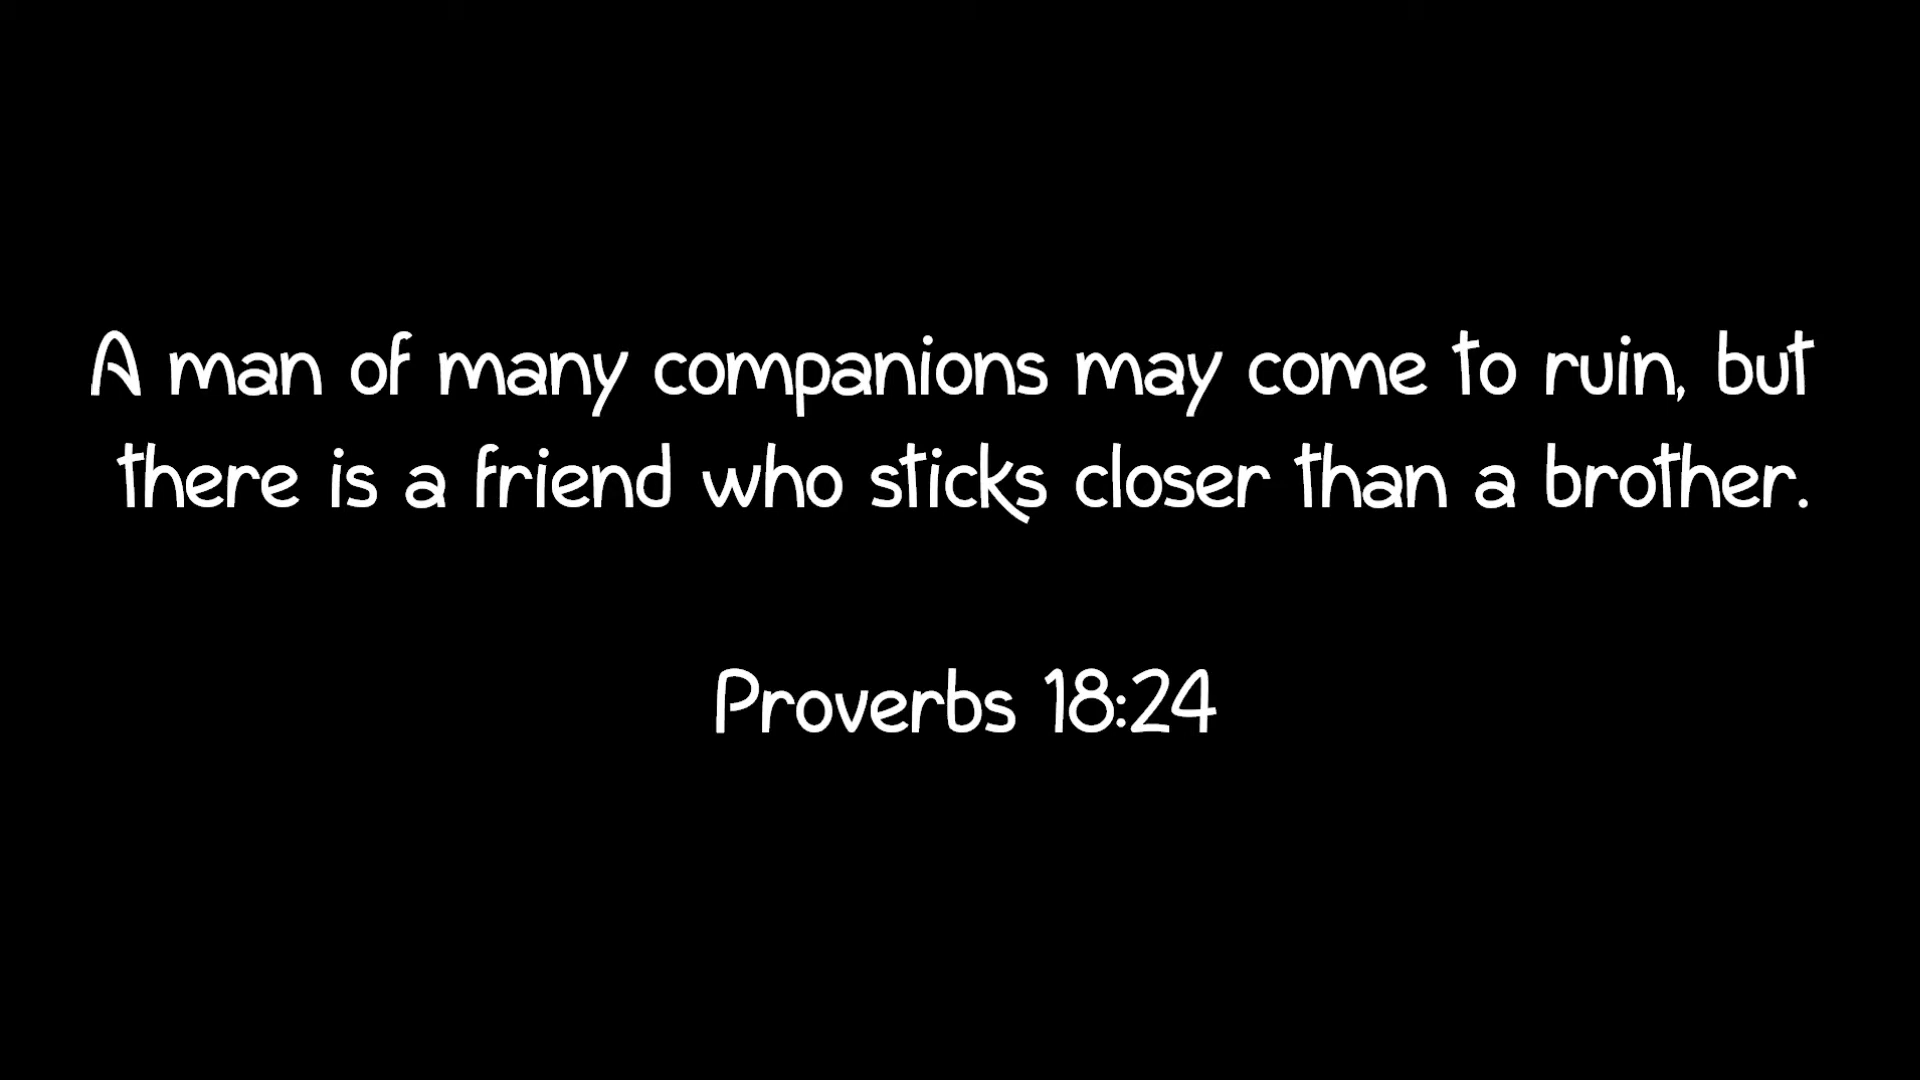 A man of many companions may come to ruin, but
there is a friend who sticks closer than a brother.
Proverbs 18:24